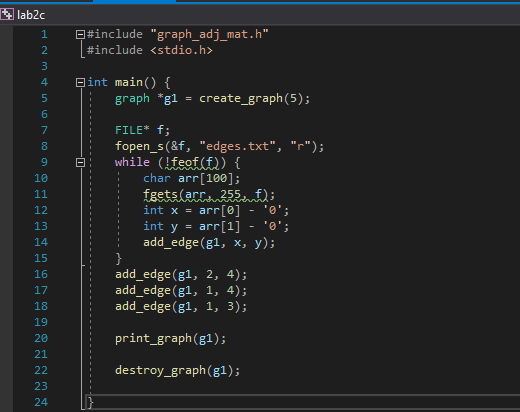 lab2c
1 #include "graph_adj_mat.h"
2 #include <stdio.h>
3
4 int main() {
5 graph *g1 = create_graph(5);
6
7 FILE* f;
8 fopen_s(&f, "edges.txt", "r");
9 while (!feof(f)) {
10 char arr[100];
11 fgets(arr, 255, f);
12 int x = arr[0] - '0';
13 int y = arr[1] - '0';
14 add_edge(g1, x, y);
15 }
16 add_edge(g1, 2, 4);
17 add_edge(g1, 1, 4);
18 add_edge(g1, 1, 3);
19
20 print_graph(g1);
21
22 destroy_graph(g1);
23
24 }